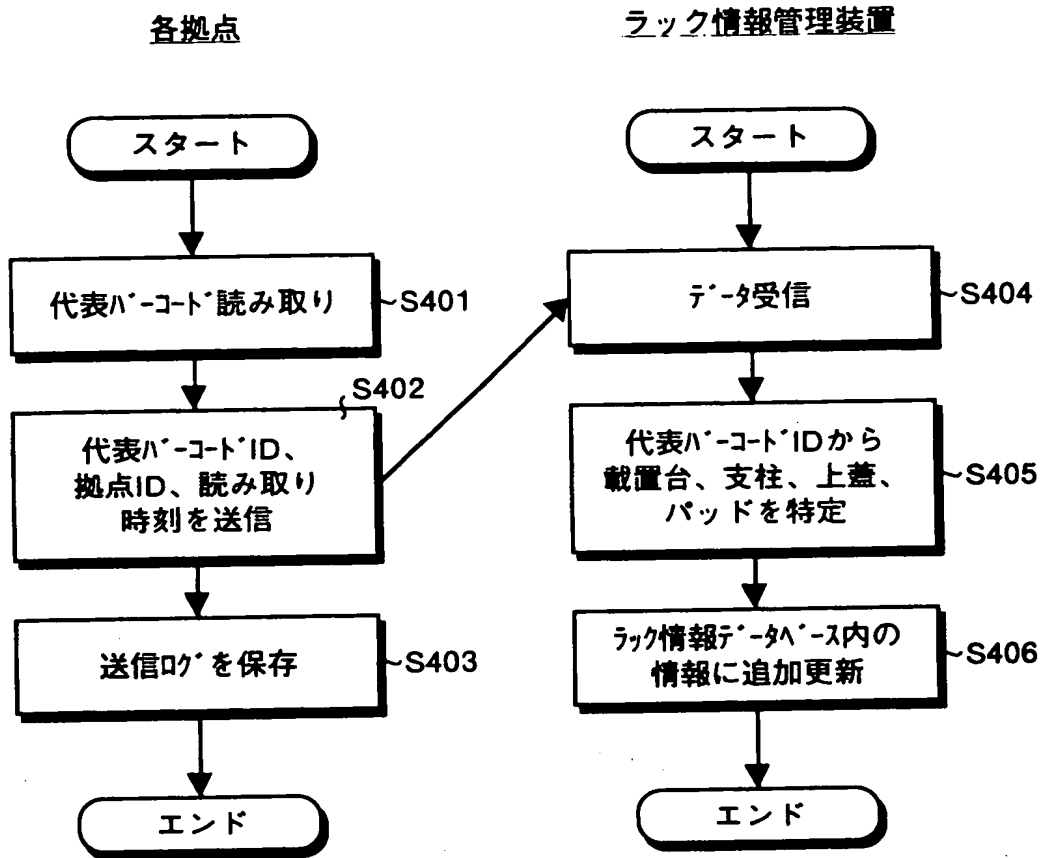 各拠点
スタート
代表ﾊﾞｰｺｰﾄﾞ読み取り
S401
S402
代表ﾊﾞｰｺｰﾄﾞID、
拠点ID、読み取り
時刻を送信
送信ﾛｸﾞを保存
S403
エンド
ラック情報管理装置
スタート
ﾃﾞｰﾀ受信
S404
代表ﾊﾞｰｺｰﾄﾞIDから
載置台、支柱、上蓋、
パッドを特定
S405
ﾗｯｸ情報ﾃﾞｰﾀﾍﾞｰｽ内の
情報に追加更新
S406
エンド